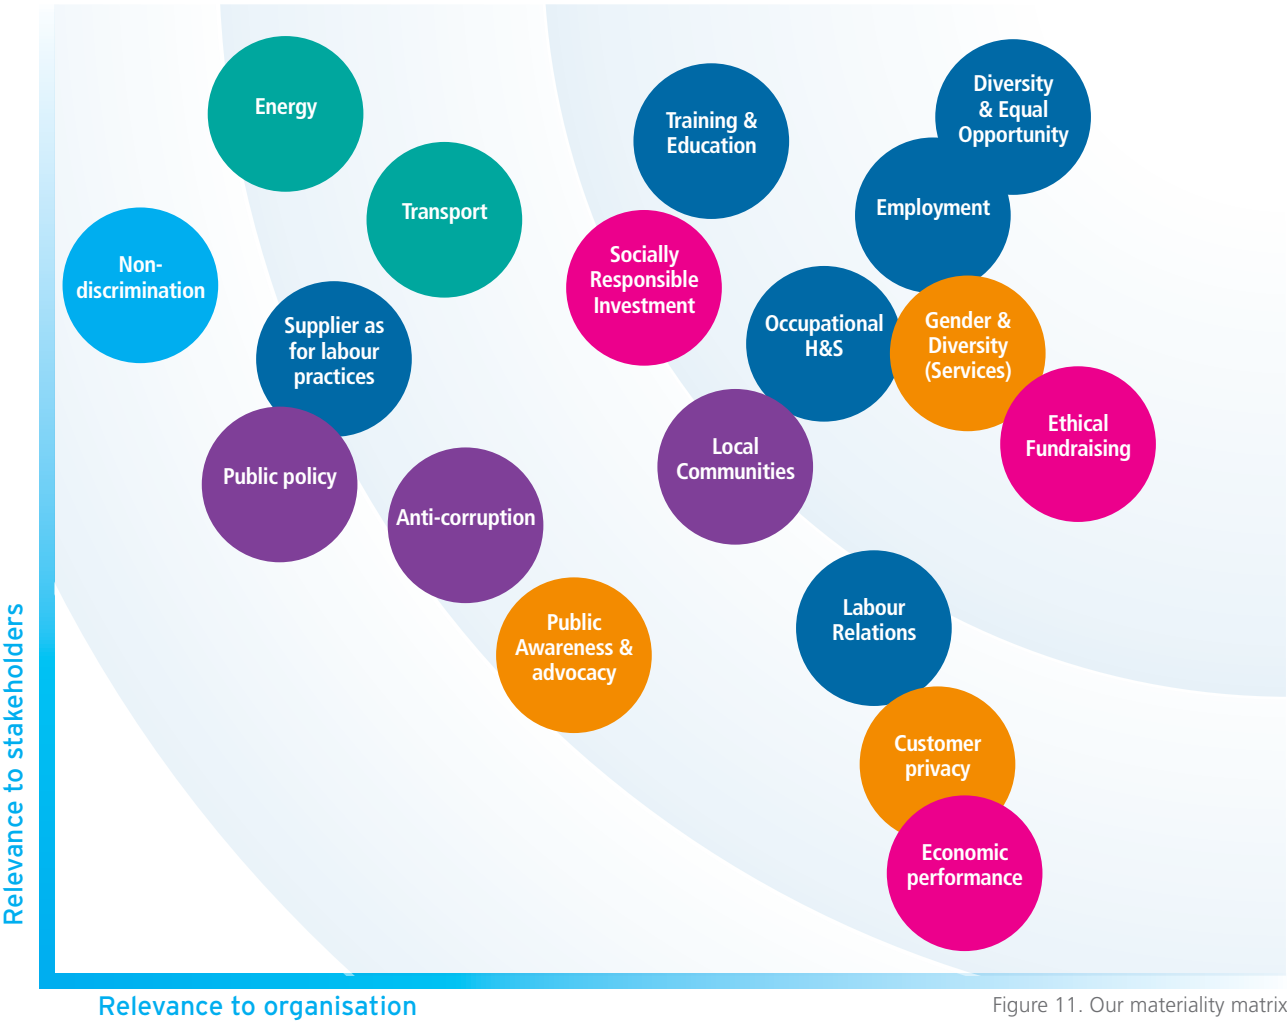 Energy
Training &
Education
Diversity
& Equal
Opportunity
Transport
Employment
Non-
discrimination
Socially
Responsible
Investment
Supplier as
for labour
practices
Occupational
H&S
Gender &
Diversity
(Services)
Ethical
Fundraising
Public policy
Local
Communities
Anti-corruption
Public
Awareness &
advocacy
Labour
Relations
Customer
privacy
Economic
performance
Relevance to stakeholders
Relevance to organisation
Figure 11. Our materiality matrix